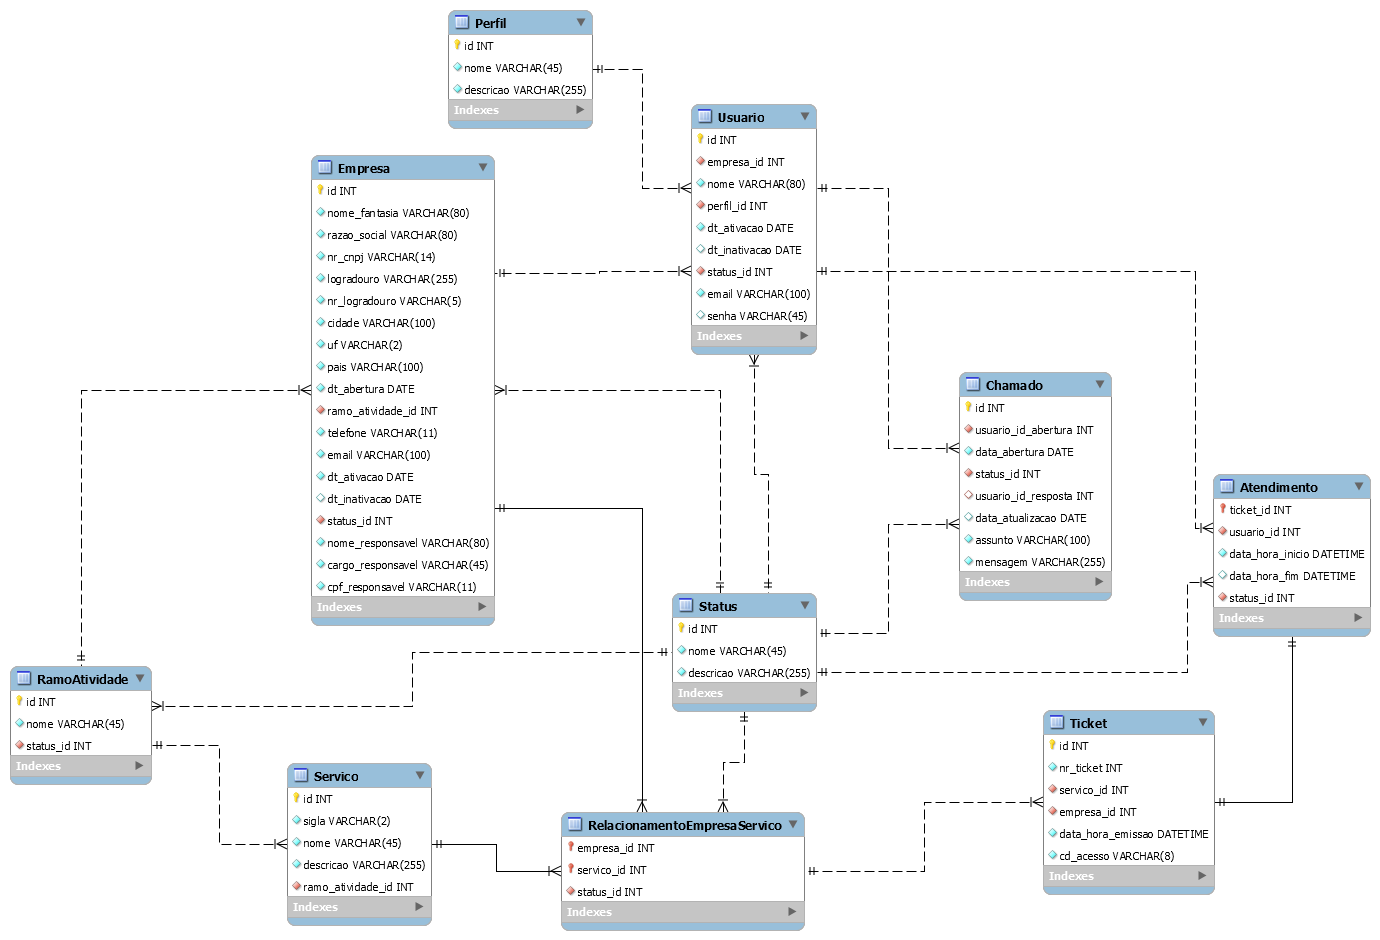 Perfil
id INT
nome VARCHAR(45)
descricao VARCHAR(255)
Indexes
Usuario
id INT
empresa_id INT
nome VARCHAR(80)
perfil_id INT
dt_ativacao DATE
dt_inativacao DATE
status_id INT
email VARCHAR(100)
senha VARCHAR(45)
Indexes
Empresa
id INT
nome_fantasia VARCHAR(80)
razao_social VARCHAR(80)
nr_cnpj VARCHAR(14)
logradouro VARCHAR(255)
nr_logradouro VARCHAR(5)
cidade VARCHAR(100)
uf VARCHAR(2)
pais VARCHAR(100)
dt_abertura DATE
ramo_atividade_id INT
telefone VARCHAR(11)
email VARCHAR(100)
dt_ativacao DATE
dt_inativacao DATE
status_id INT
nome_responsavel VARCHAR(80)
cargo_responsavel VARCHAR(45)
cpf_responsavel VARCHAR(11)
Indexes
Chamado
id INT
usuario_id_abertura INT
data_abertura DATE
status_id INT
usuario_id_resposta INT
data_atualizacao DATE
assunto VARCHAR(100)
mensagem VARCHAR(255)
Indexes
Atendimento
ticket_id INT
usuario_id INT
data_hora_inicio DATETIME
data_hora_fim DATETIME
status_id INT
Indexes
Status
id INT
nome VARCHAR(45)
descricao VARCHAR(255)
Indexes
RamoAtividade
id INT
nome VARCHAR(45)
status_id INT
Indexes
Servico
id INT
sigla VARCHAR(2)
nome VARCHAR(45)
descricao VARCHAR(255)
ramo_atividade_id INT
Indexes
RelacionamentoEmpresaServico
empresa_id INT
servico_id INT
status_id INT
Indexes
Ticket
id INT
nr_ticket INT
servico_id INT
empresa_id INT
data_hora_emissao DATETIME
cd_acesso VARCHAR(8)
Indexes